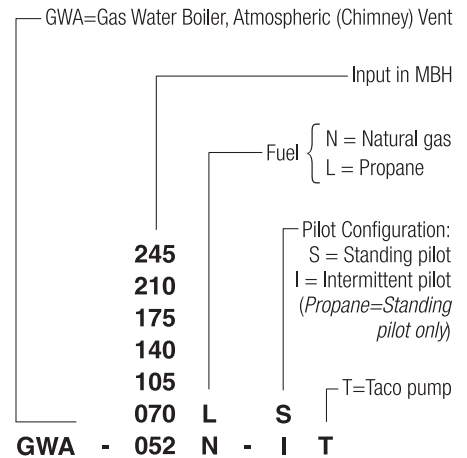 GWA=Gas Water Boiler, Atmospheric (Chimney) Vent
Input in MBH
Fuel
N = Natural gas
L = Propane
Pilot Configuration:
S = Standing pilot
I = Intermittent pilot
(Propane=Standing
pilot only)
T=Taco pump
245
210
175
140
105
070 L S
GWA - 052 N - I T